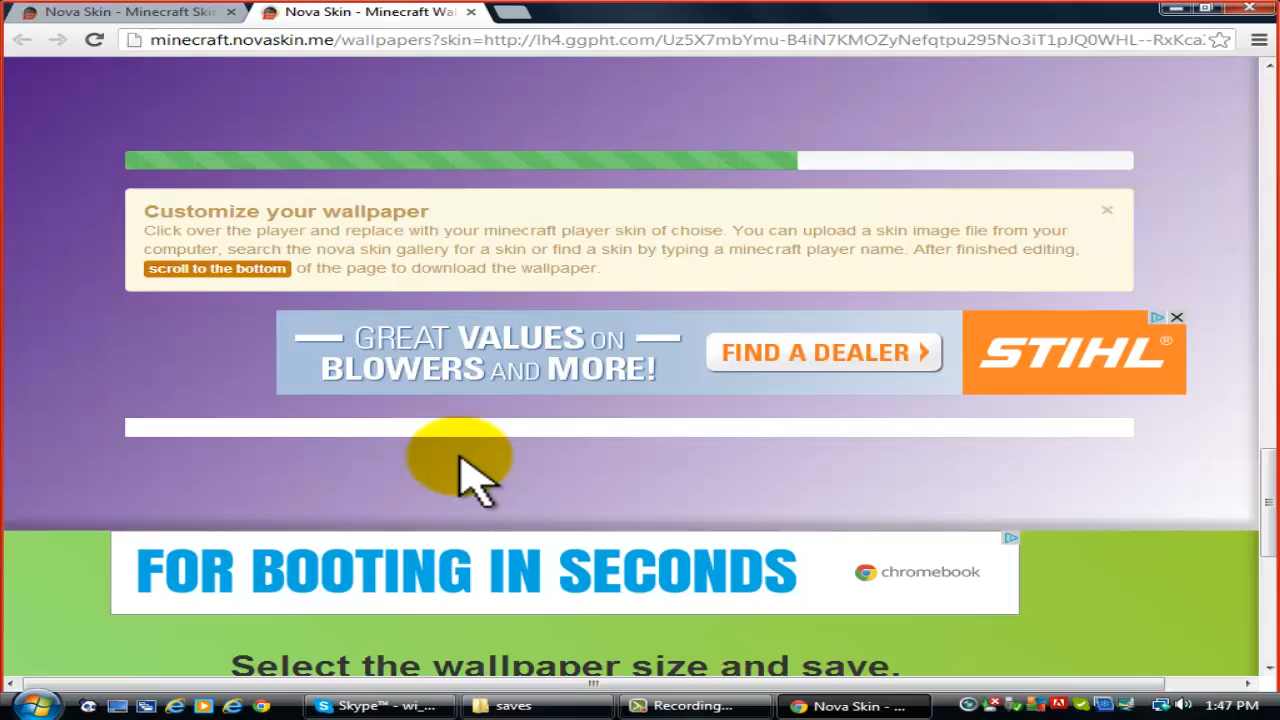 Nova Skin - Minecraft Skin
Nova Skin - Minecraft Wal
minecraft.novaskin.me/wallpapers?skin=http://lh4.ggpht.com/Uz5X7mbYmu-B4iN7KMOZyNefqtpu295No3iT1pJQ0WHL--RxKca
Customize your wallpaper
Click over the player and replace with your minecraft player skin of choise. You can upload a skin image file from your
computer, search the nova skin gallery for a skin or find a skin by typing a minecraft player name. After finished editing,
scroll to the bottom of the page to download the wallpaper.
GREAT VALUES ON
BLOWERS AND MORE!
FIND A DEALER
STIHL®
FOR BOOTING IN SECONDS
chromebook
Select the wallpaper size and save.
Skype™ - wi_...
saves
Recording...
Nova Skin - ...
1:47 PM